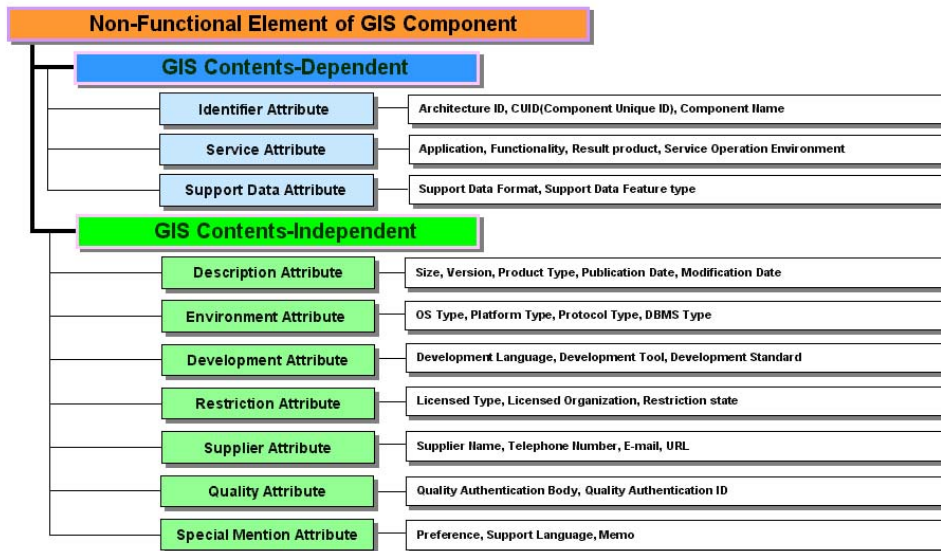 Non-Functional Element of GIS Component
GIS Contents-Dependent
Identifier Attribute
Architecture ID, CUID(Component Unique ID), Component Name
Service Attribute
Application, Functionality, Result product, Service Operation Environment
Support Data Attribute
Support Data Format, Support Data Feature type
GIS Contents-Independent
Description Attribute
Size, Version, Product Type, Publication Date, Modification Date
Environment Attribute
OS Type, Platform Type, Protocol Type, DBMS Type
Development Attribute
Development Language, Development Tool, Development Standard
Restriction Attribute
Licensed Type, Licensed Organization, Restriction state
Supplier Attribute
Supplier Name, Telephone Number, E-mail, URL
Quality Attribute
Quality Authentication Body, Quality Authentication ID
Special Mention Attribute
Preference, Support Language, Memo